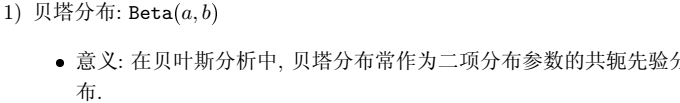 1) 贝塔分布: Beta(a, b)
• 意义: 在贝叶斯分析中, 贝塔分布常作为二项分布参数的共轭先验分
布.